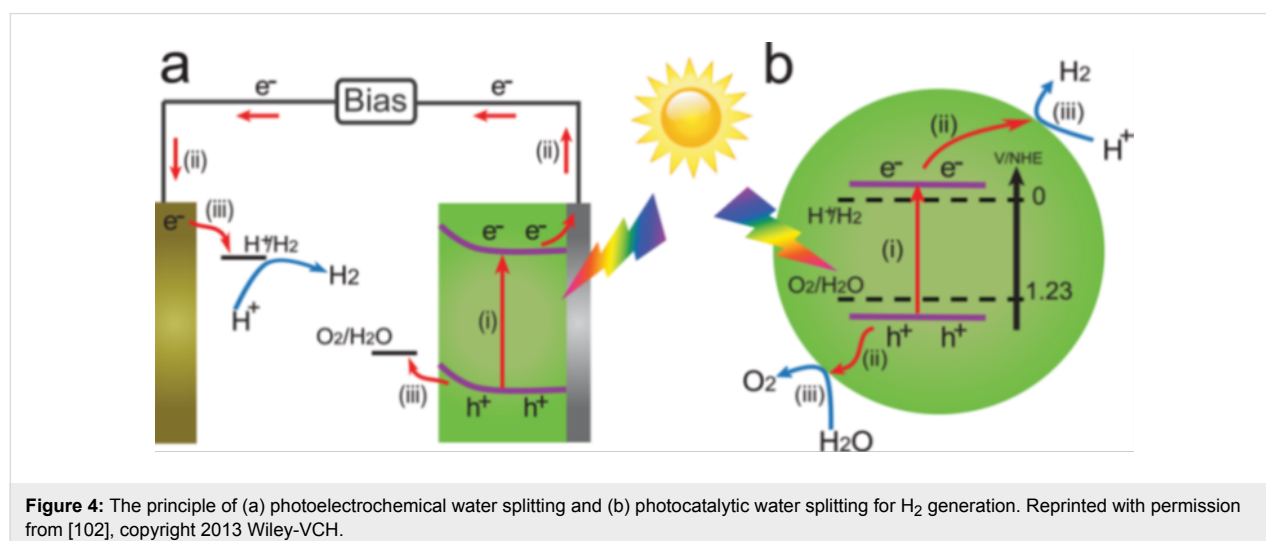 a
e⁻
Bias
e⁻
(ii)
(ii)
e⁻
(iii)
H⁺/H2
H2
H⁺
O2/H2O
(iii)
e⁻ e⁻
(i)
h⁺ h⁺
b
H2
(iii)
H⁺
(ii)
V/NHE
e⁻ e⁻
0
H⁺/H2
(i)
O2/H2O
1.23
h⁺ h⁺
(ii)
O2
(iii)
H2O
Figure 4: The principle of (a) photoelectrochemical water splitting and (b) photocatalytic water splitting for H₂ generation. Reprinted with permission
from [102], copyright 2013 Wiley-VCH.